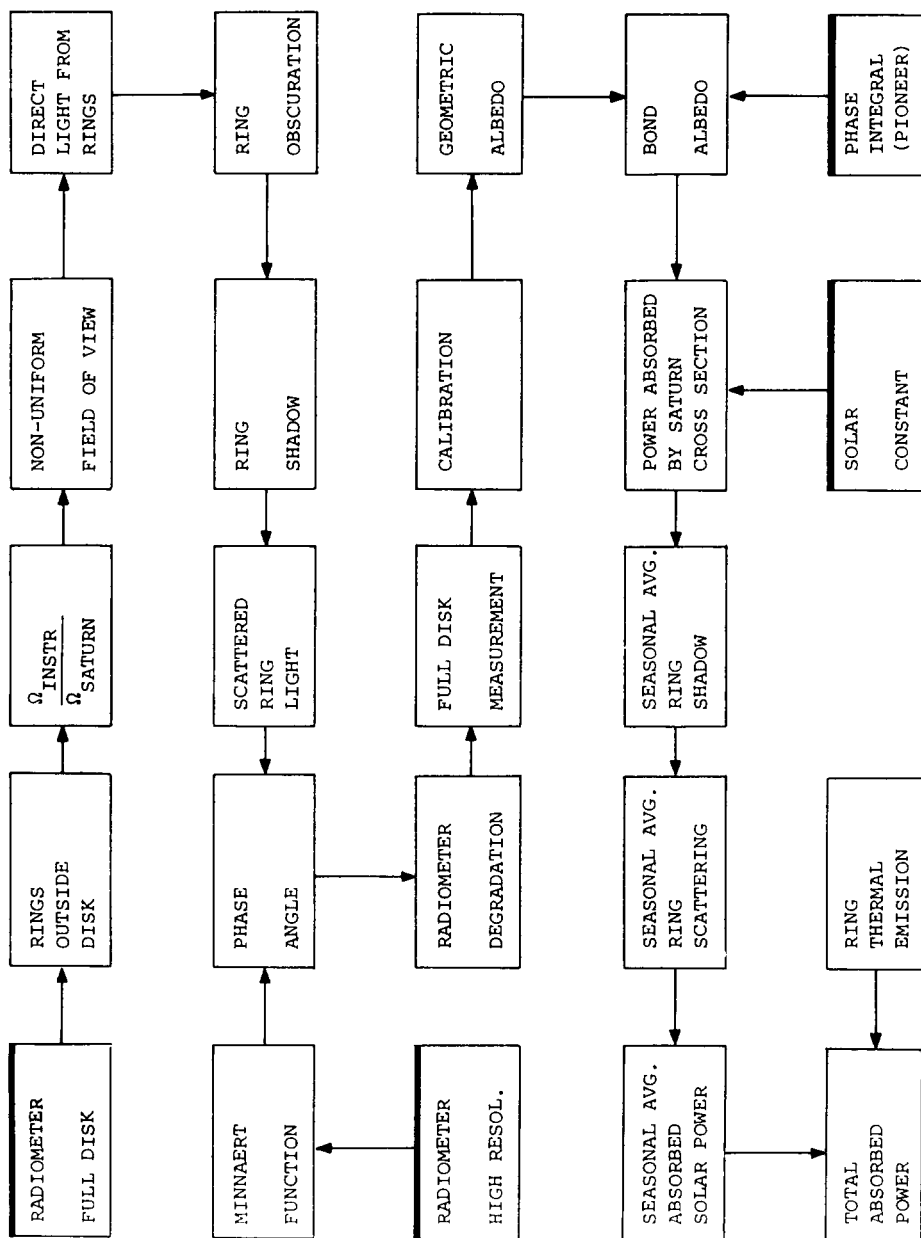 RADIOMETER
FULL DISK
RINGS
OUTSIDE
DISK
Ω INSTR
Ω SATURN
NON-UNIFORM
FIELD OF VIEW
DIRECT
LIGHT FROM
RINGS
MINNAERT
FUNCTION
PHASE
ANGLE
SCATTERED
RING
LIGHT
RING
SHADOW
RING
OBSCURATION
RADIOMETER
HIGH RESOL.
RADIOMETER
DEGRADATION
FULL DISK
MEASUREMENT
CALIBRATION
GEOMETRIC
ALBEDO
SEASONAL AVG.
ABSORBED
SOLAR POWER
SEASONAL AVG.
RING
SCATTERING
SEASONAL AVG.
RING
SHADOW
POWER ABSORBED
BY SATURN
CROSS SECTION
BOND
ALBEDO
TOTAL
ABSORBED
POWER
RING
THERMAL
EMISSION
SOLAR
CONSTANT
PHASE
INTEGRAL
(PIONEER)